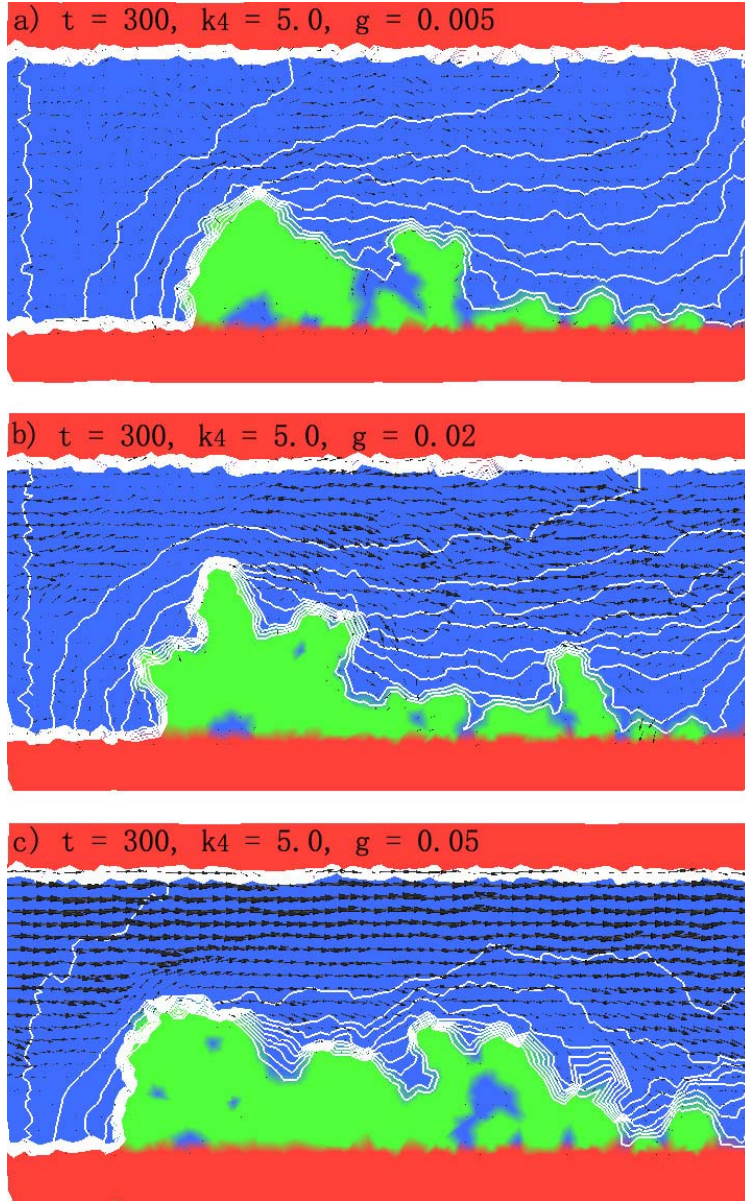 a) t = 300, k4 = 5.0, g = 0.005
b) t = 300, k4 = 5.0, g = 0.02
c) t = 300, k4 = 5.0, g = 0.05